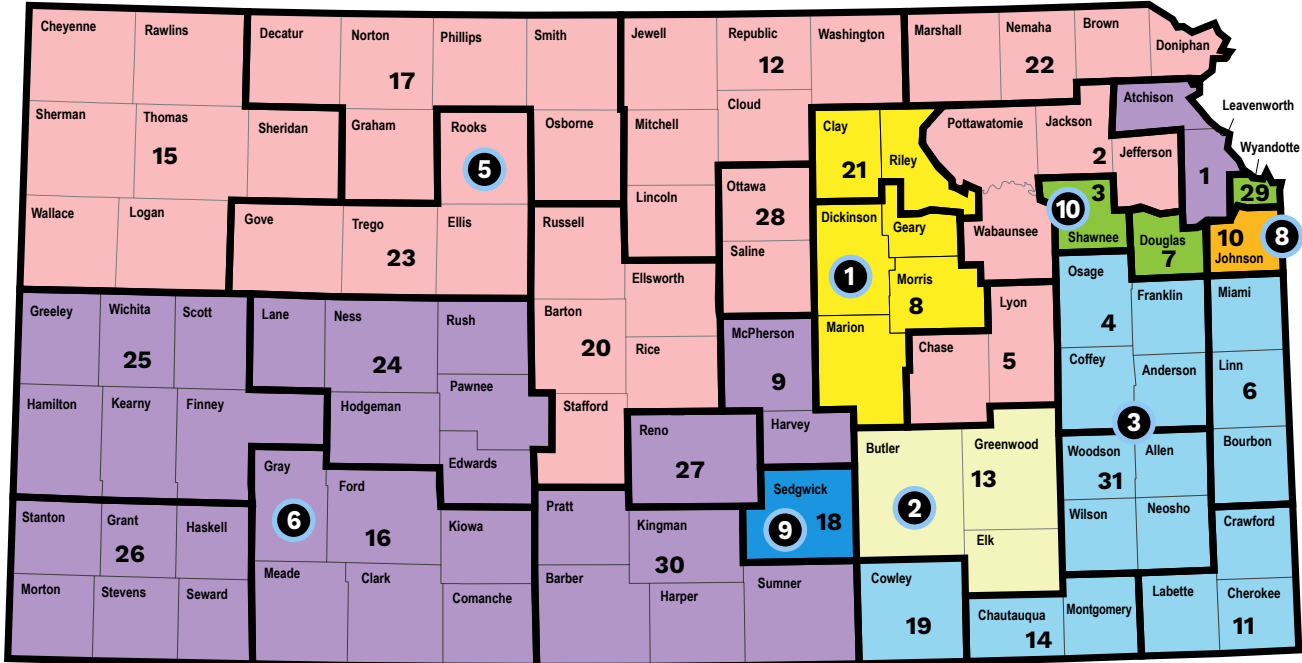 Cheyenne
Rawlins
Decatur
Norton
Phillips
Smith
Jewell
Republic
Washington
Marshall
Nemaha
Brown
Doniphan
17
12
22
Sherman
Thomas
Sheridan
Graham
Rooks
Osborne
Mitchell
Cloud
Clay
Riley
Pottawatomie
Jackson
Atchison
Leavenworth
Wyandotte
15
5
21
2
Jefferson
1
29
Wallace
Logan
Gove
Trego
Ellis
Russell
Lincoln
Ottawa
28
Saline
Dickinson
Geary
Wabaunsee
10
3
Shawnee
Douglas
7
10
Johnson
8
23
Ellsworth
1
Morris
8
Osage
Franklin
Miami
Greeley
Wichita
Scott
Lane
Ness
Rush
Barton
Rice
McPherson
Marion
Chase
Lyon
5
4
25
24
20
9
Coffey
Anderson
Linn
6
Hamilton
Kearny
Finney
Hodgeman
Pawnee
Stafford
Reno
27
Harvey
Butler
Greenwood
13
3
Woodson
31
Allen
Bourbon
Gray
6
Ford
16
Edwards
Kiowa
Pratt
Kingman
30
Sedgwick
9
18
2
Elk
Wilson
Neosho
Crawford
Stanton
Grant
26
Haskell
Morton
Stevens
Seward
Meade
Clark
Comanche
Barber
Harper
Sumner
Cowley
19
Chautauqua
14
Montgomery
Labette
Cherokee
11